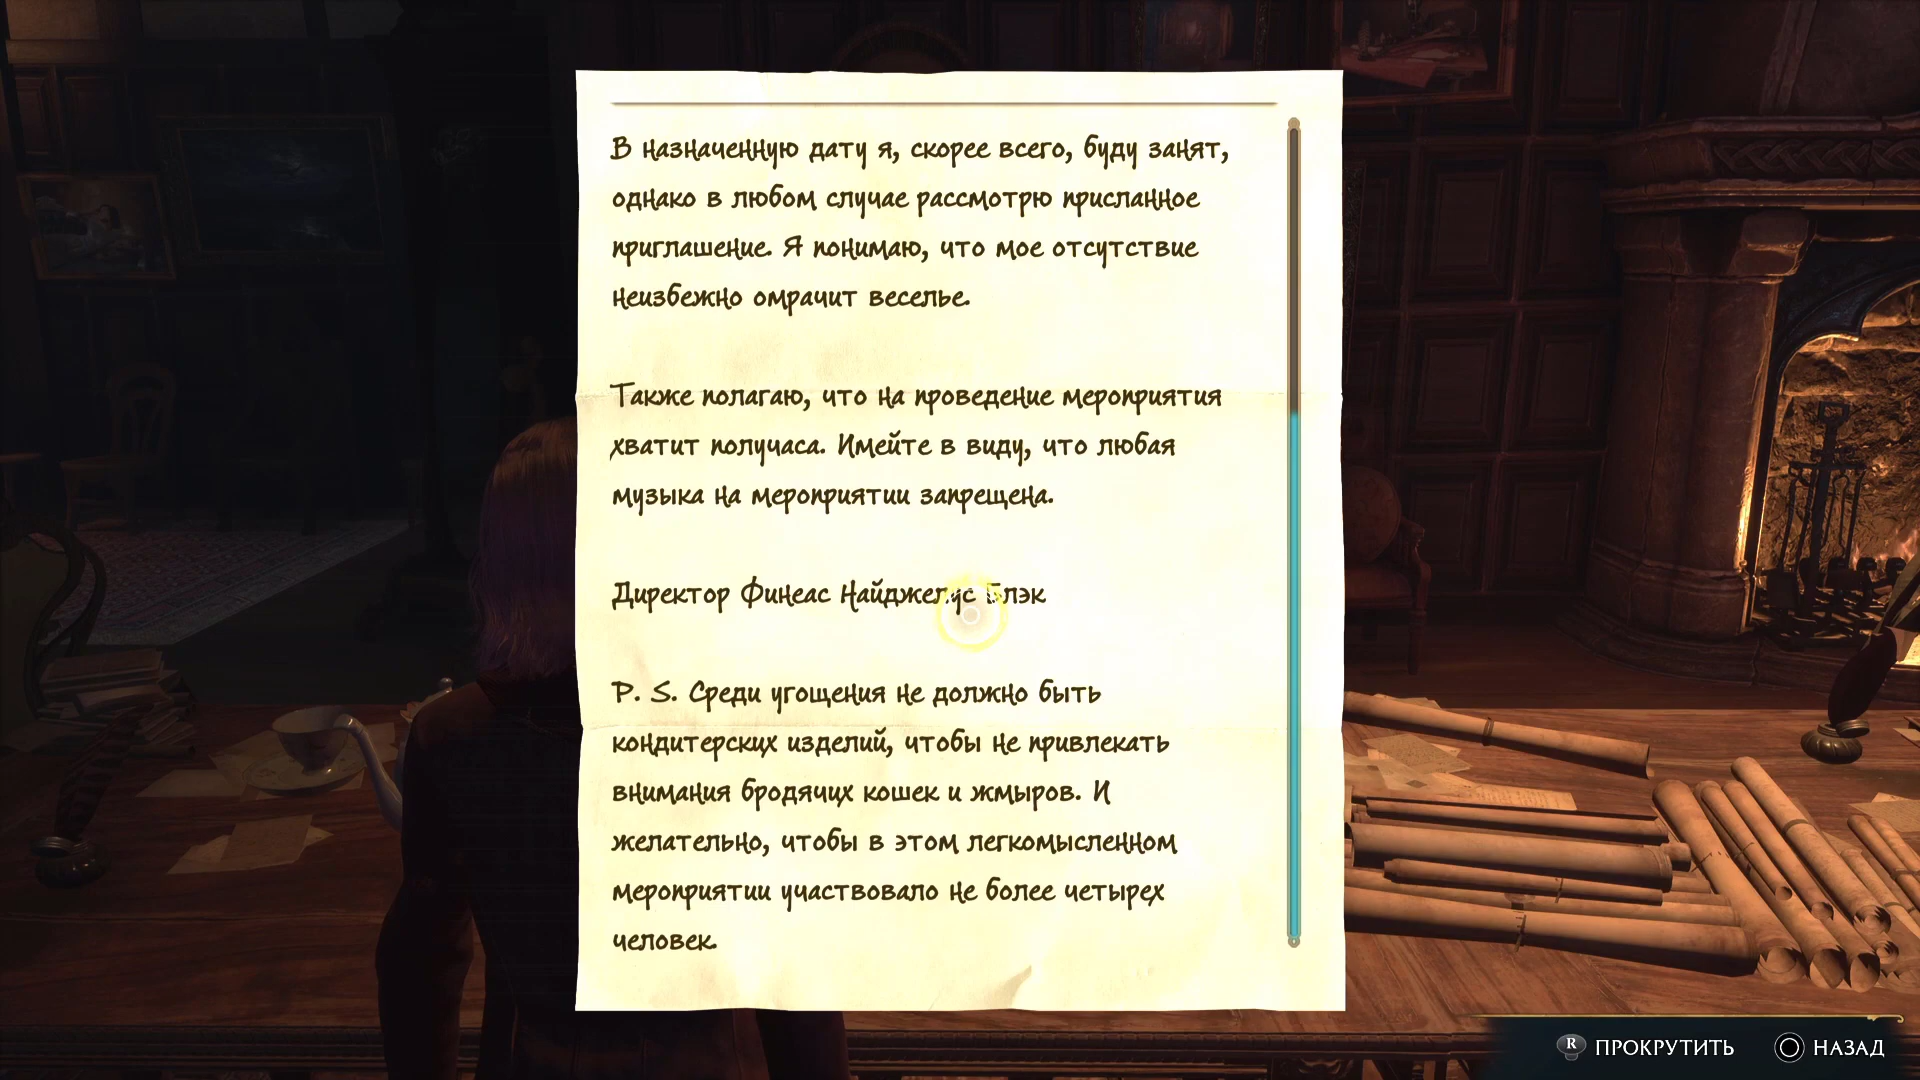 В назначенную дату я, скорее всего, буду занят,
однако в любом случае рассмотрю присланное
приглашение. Я понимаю, что мое отсутствие
неизбежно омрачит веселье.
Также полагаю, что на проведение мероприятия
хватит получаса. Имейте в виду, что любая
музыка на мероприятии запрещена.
Директор Финеас Найджелус Блэк
P. S. Среди угощения не должно быть
кондитерских изделий, чтобы не привлекать
внимания бродячих кошек и жмыров. И
желательно, чтобы в этом легкомысленном
мероприятии участвовало не более четырех
человек.
R ПРОКРУТИТЬ
НАЗАД